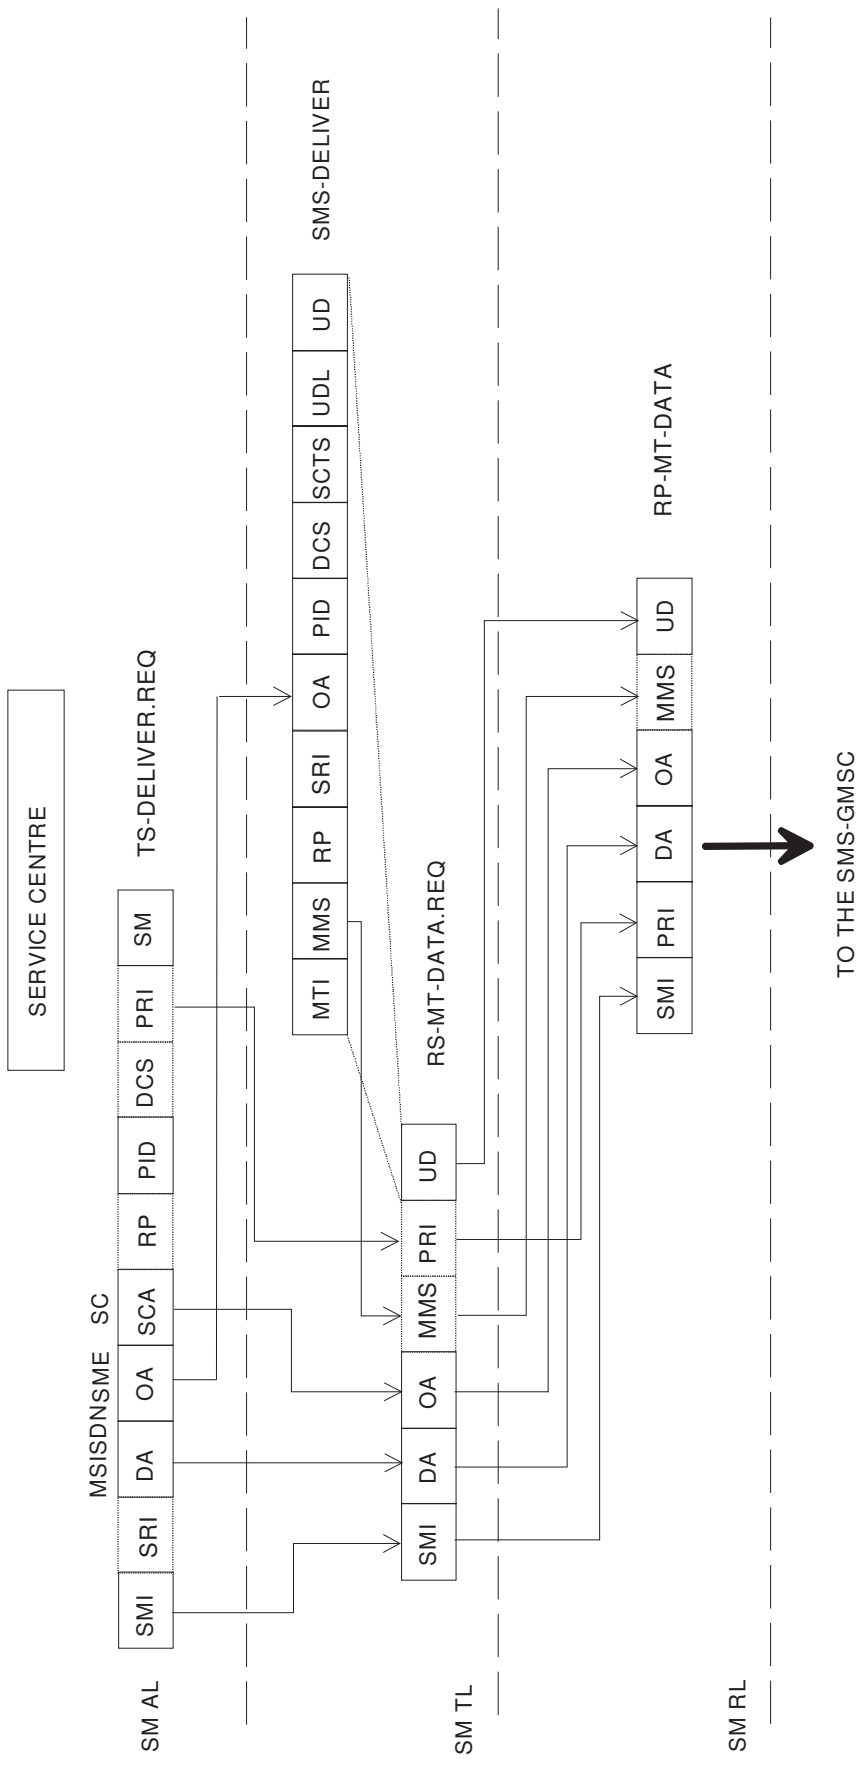 SERVICE CENTRE
MSISDN SME SC
SM AL
SMI SRI DA OA SCA RP PID DCS PRI SM
TS-DELIVER.REQ
MTI MMS RP SRI OA PID DCS SCTS UDL UD
SMS-DELIVER
SM TL
SMI DA OA MMS PRI UD
RS-MT-DATA.REQ
SM RL
SMI PRI DA OA MMS UD
RP-MT-DATA
TO THE SMS-GMSC